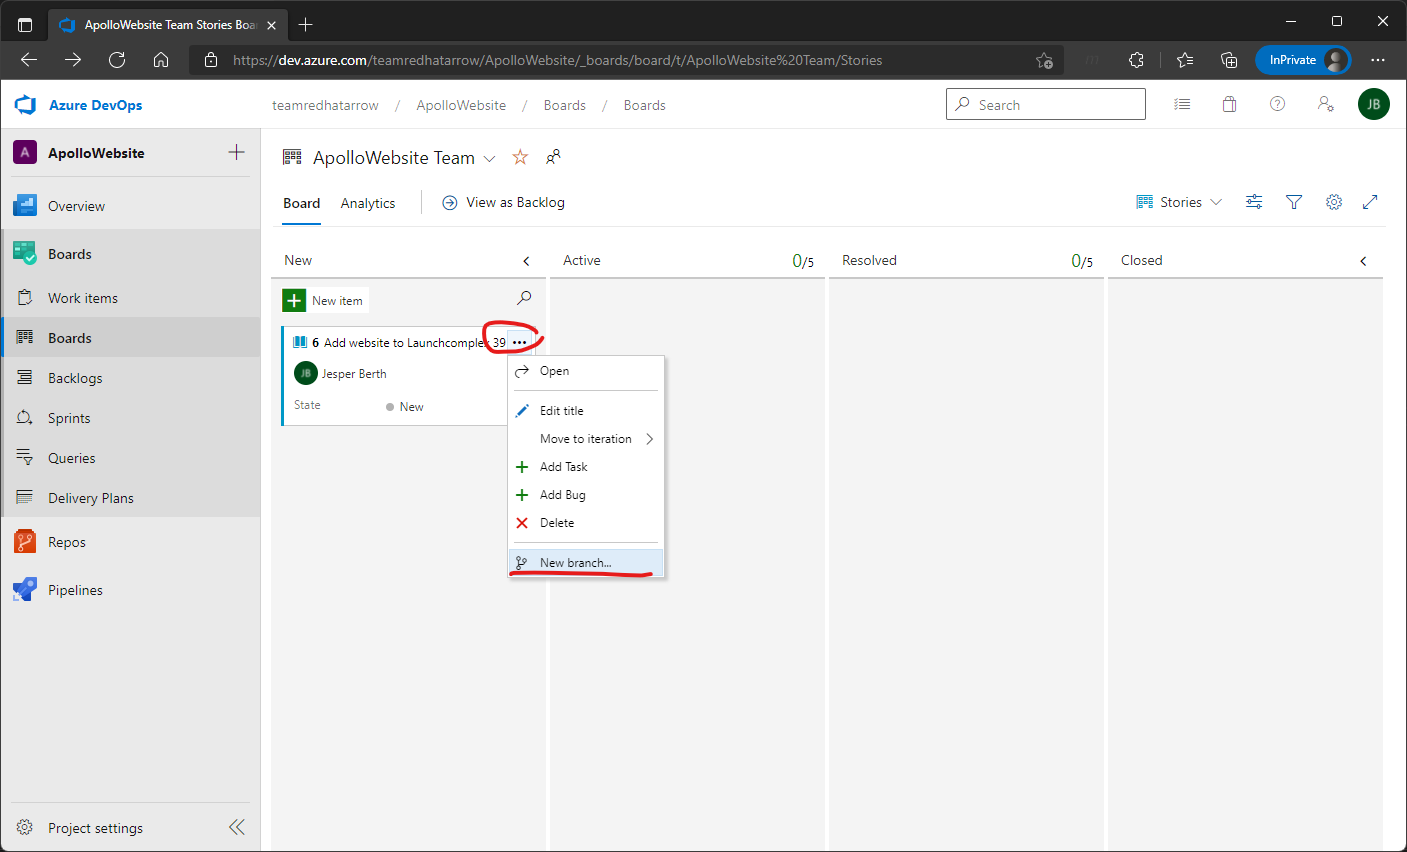 ApolloWebsite Team Stories Boa
https://dev.azure.com/teamredhatarrow/ApolloWebsite/_boards/board/t/ApolloWebsite%20Team/Stories
InPrivate
Azure DevOps
teamredhatarrow / ApolloWebsite / Boards / Boards
Search
JB
A ApolloWebsite
Overview
Boards
Work items
Boards
Backlogs
Sprints
Queries
Delivery Plans
Repos
Pipelines
Project settings
ApolloWebsite Team
Board Analytics View as Backlog
Stories
New Active 0/5 Resolved 0/5 Closed
New item
6 Add website to Launchcomplex 39
JB Jesper Berth
State New
Open
Edit title
Move to iteration
Add Task
Add Bug
Delete
New branch...